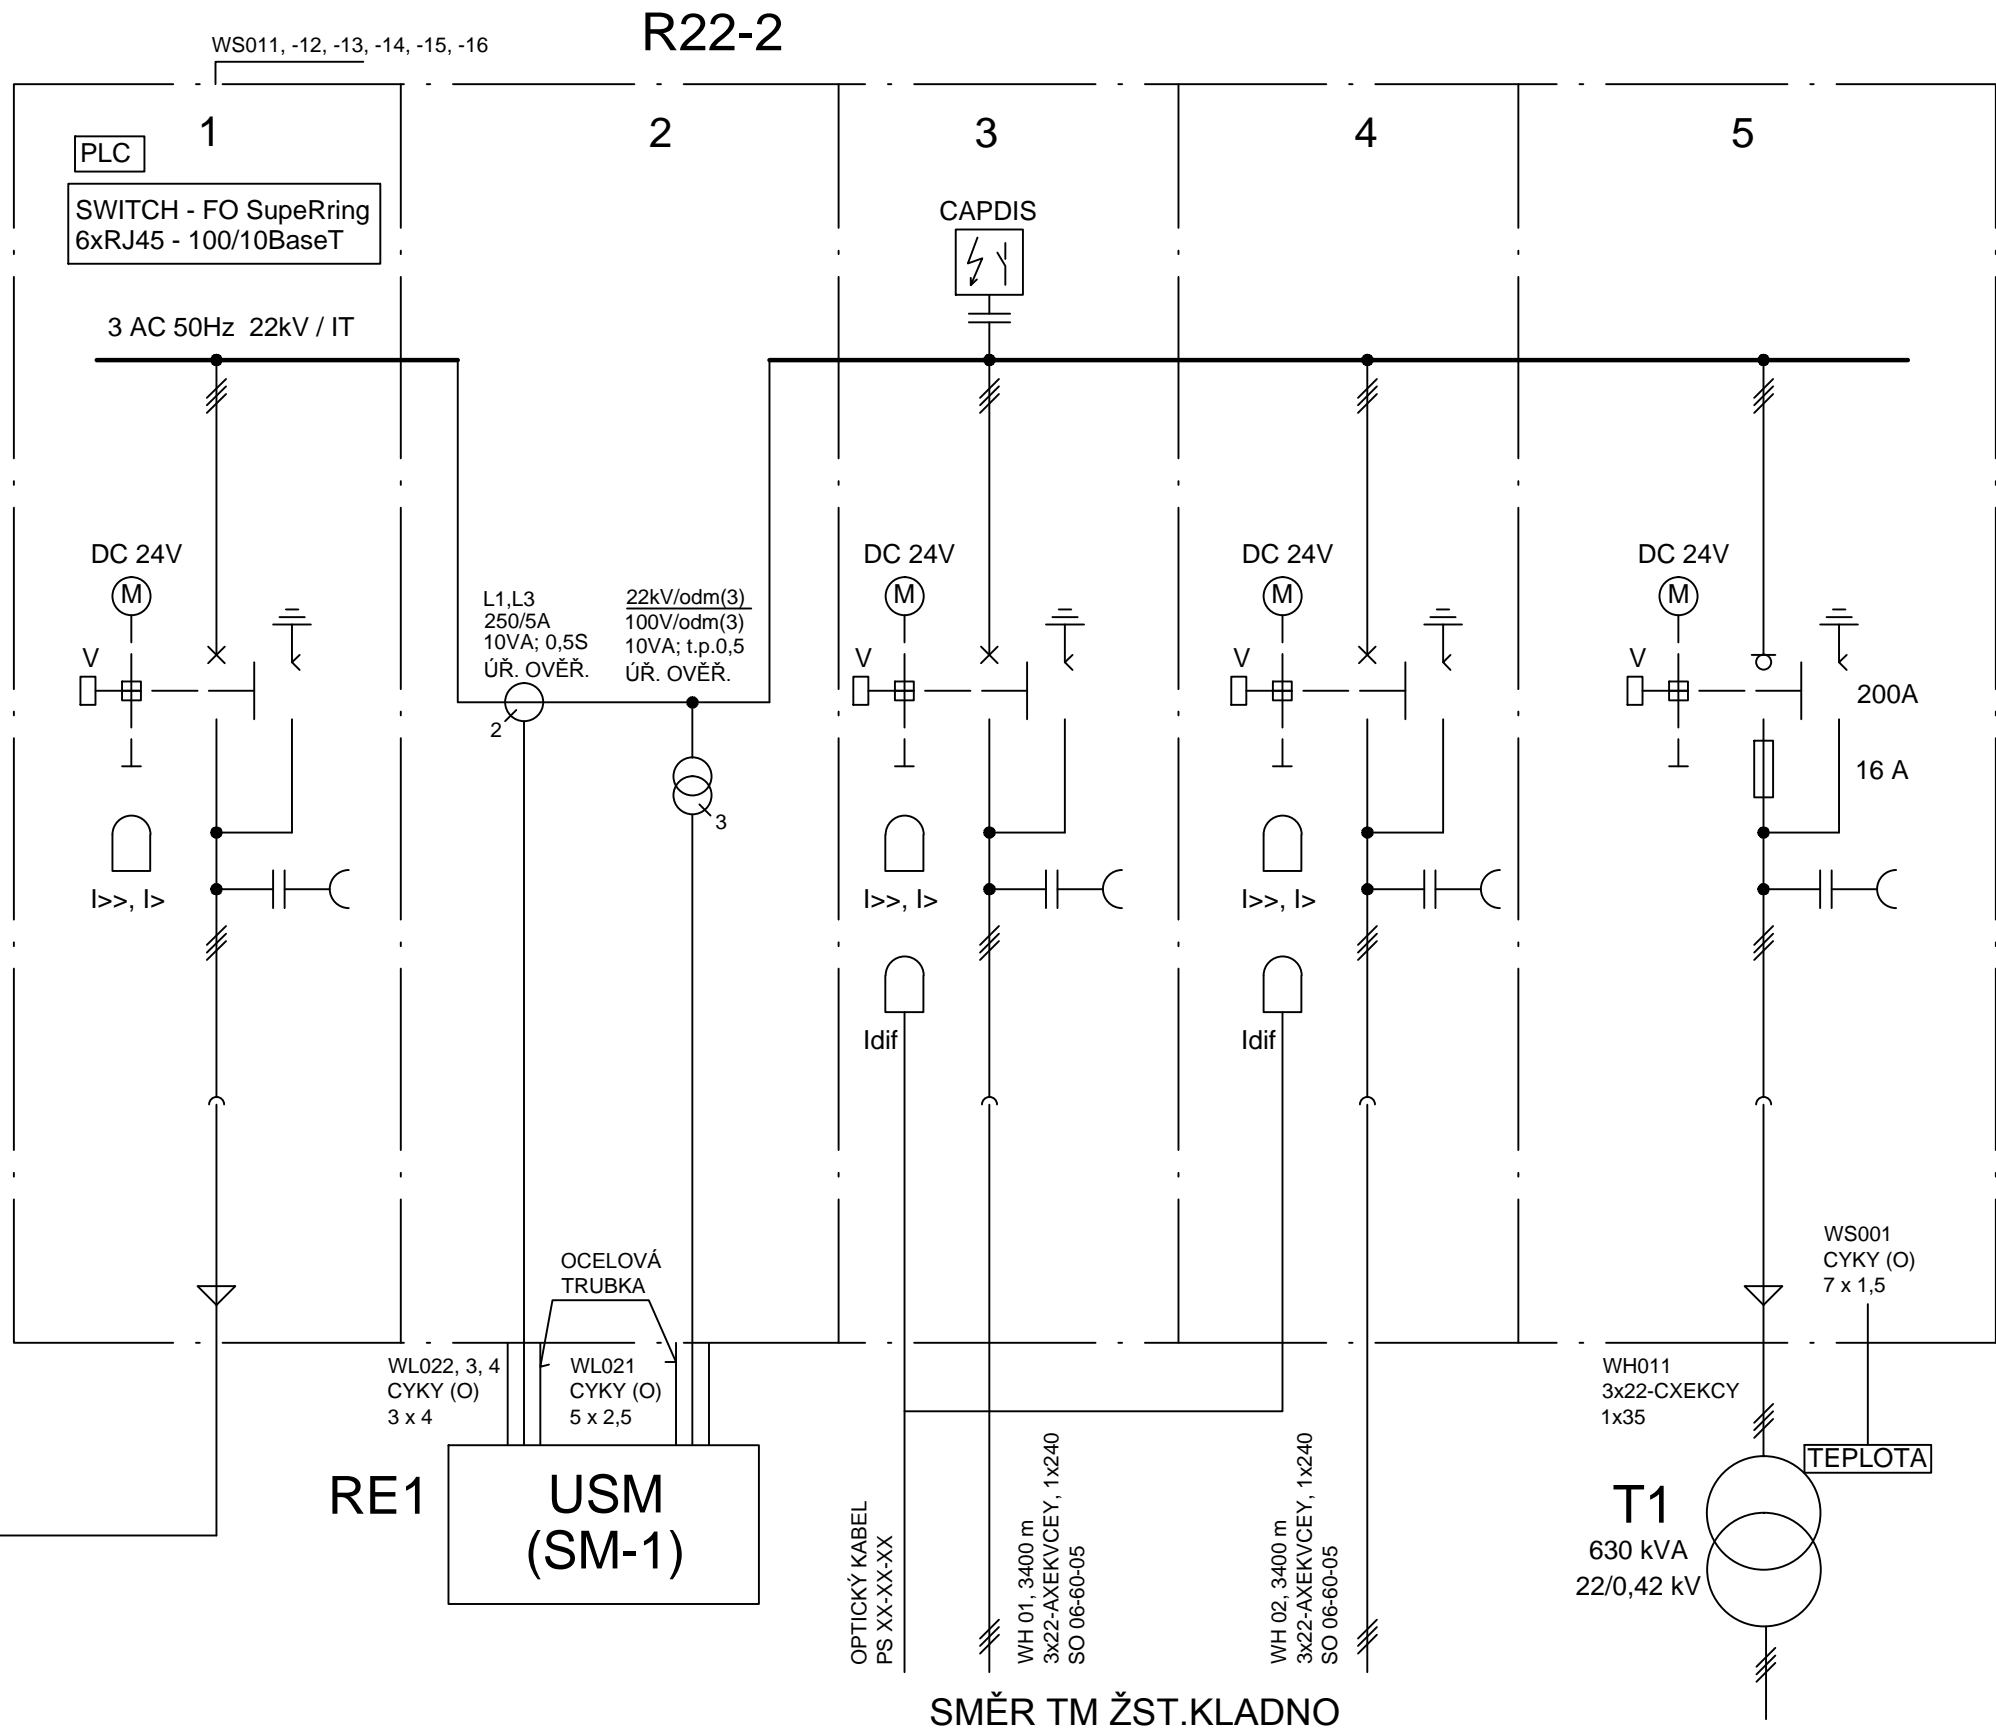 R22-2
WS011, -12, -13, -14, -15, -16
1
2
3
4
5
PLC
SWITCH - FO SupeRring
6xRJ45 - 100/10BaseT
CAPDIS
3 AC 50Hz  22kV / IT
DC 24V
M
V
I>>, I>
L1,L3
250/5A
10VA; 0,5S
ÚŘ. OVĚŘ.
2
22kV/odm(3)
100V/odm(3)
10VA; t.p.0,5
ÚŘ. OVĚŘ.
3
DC 24V
M
V
I>>, I>
Idif
DC 24V
M
V
I>>, I>
Idif
DC 24V
M
V
200A
16 A
OCELOVÁ
TRUBKA
WL022, 3, 4
CYKY (O)
3 x 4
WL021
CYKY (O)
5 x 2,5
RE1
USM
(SM-1)
OPTICKÝ KABEL
PS XX-XX-XX
WH 01, 3400 m
3x22-AXEKVCEY, 1x240
SO 06-60-05
WH 02, 3400 m
3x22-AXEKVCEY, 1x240
SO 06-60-05
SMĚR TM ŽST.KLADNO
WS001
CYKY (O)
7 x 1,5
WH011
3x22-CXEKCY
1x35
TEPLOTA
T1
630 kVA
22/0,42 kV